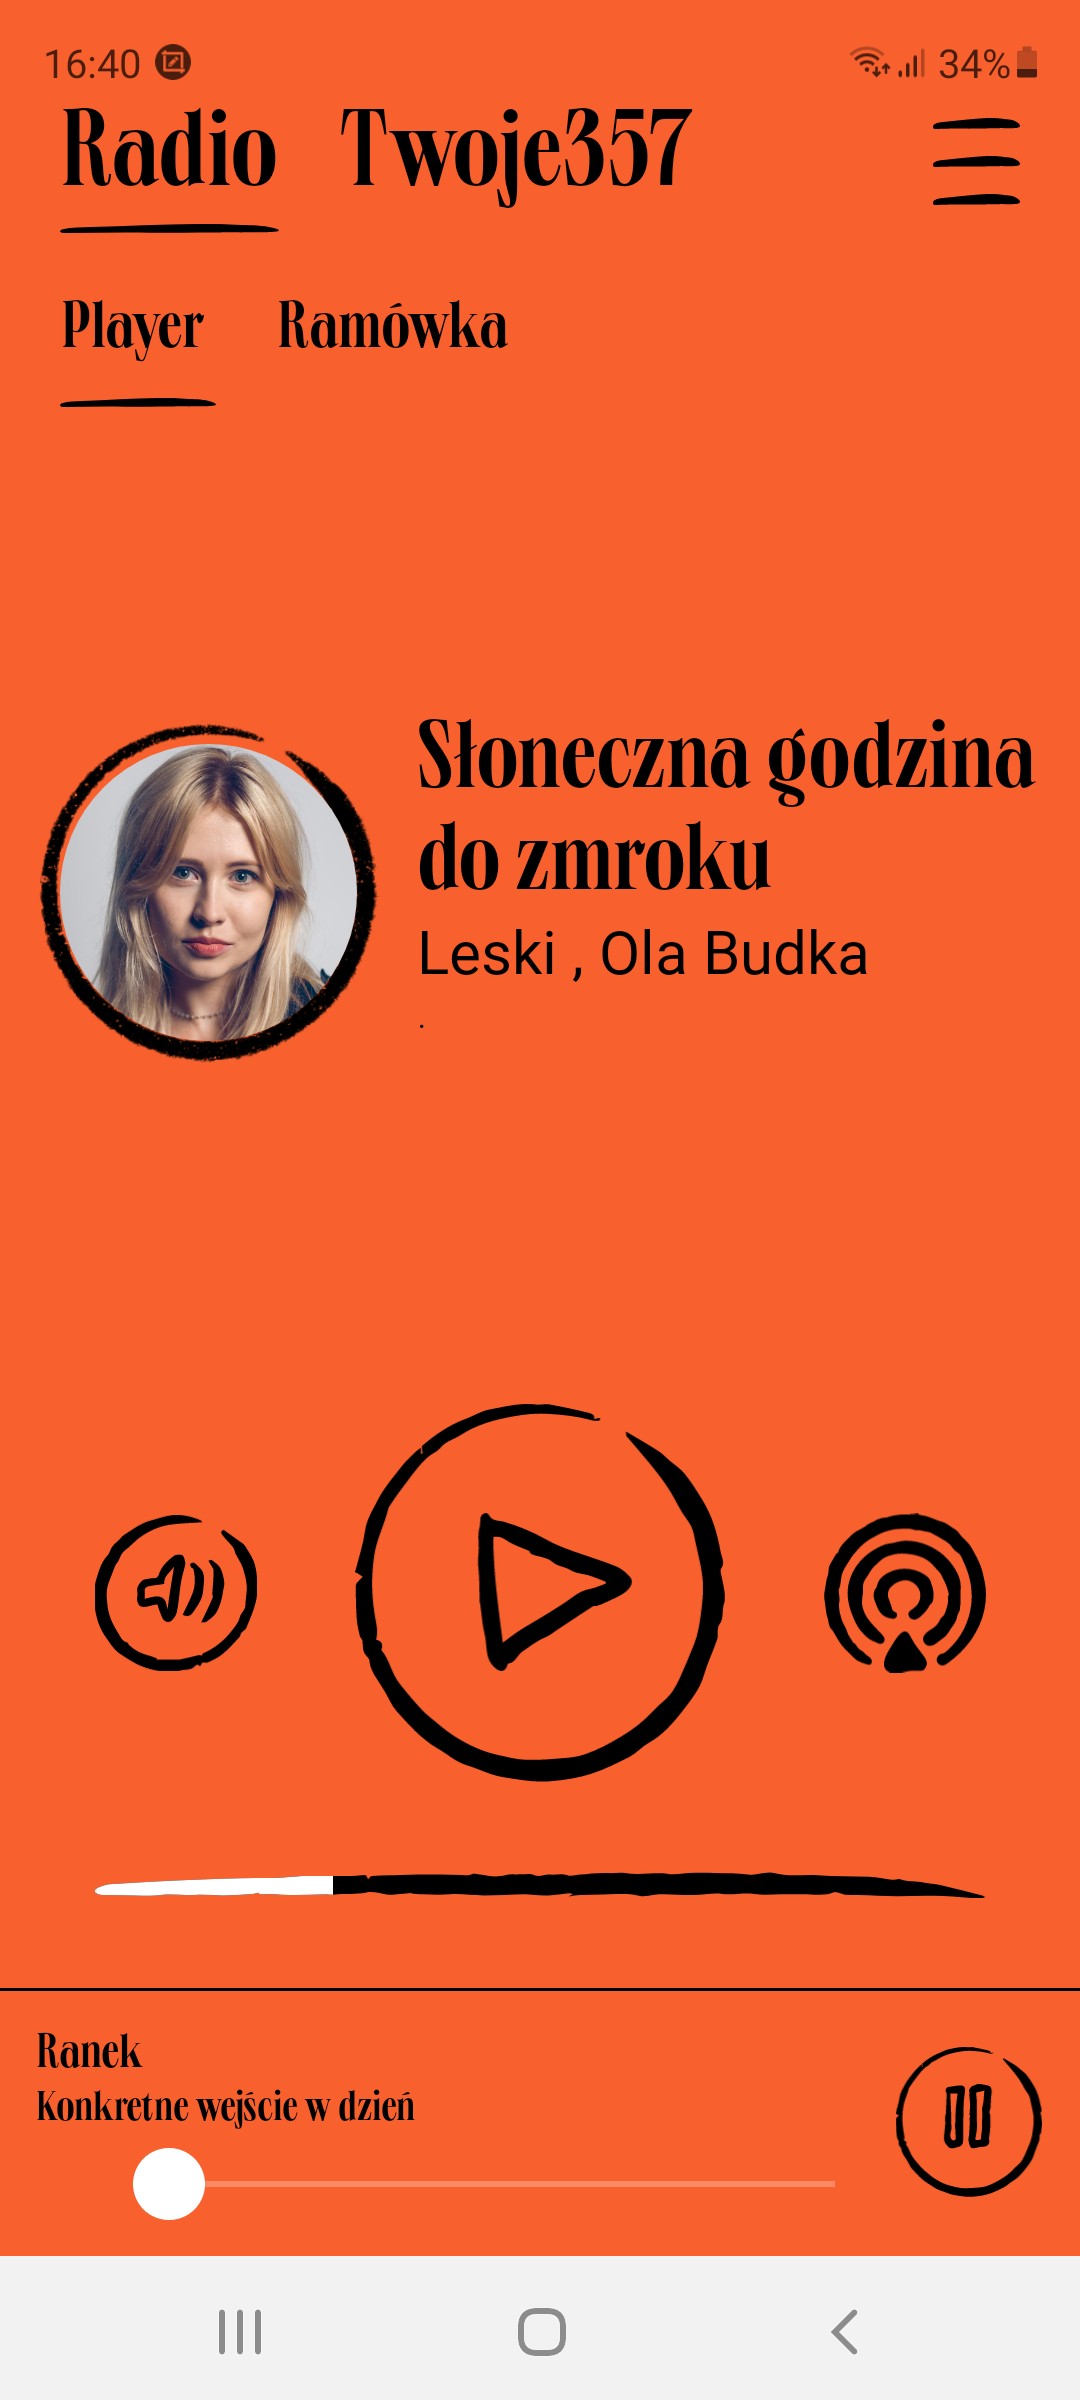 16:40 34%
Radio Twoje357
Player Ramówka
Słoneczna godzina
do zmroku
Leski , Ola Budka
.
Ranek
Konkretne wejście w dzień